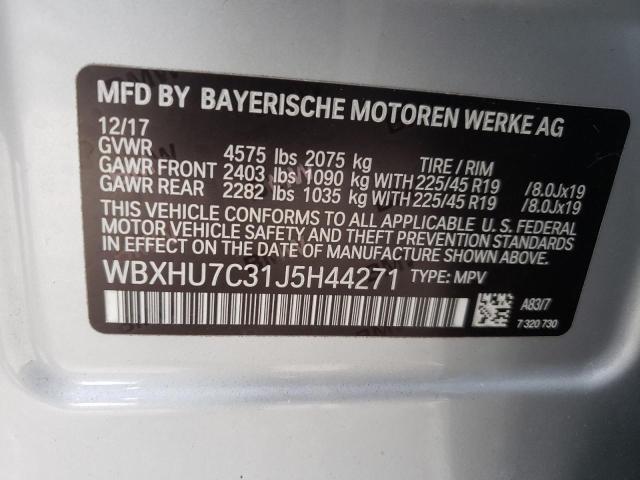 MFD BY BAYERISCHE MOTOREN WERKE AG
12/17
GVWR 4575 lbs 2075 kg TIRE / RIM
GAWR FRONT 2403 lbs 1090 kg WITH 225/45 R19 /8.0Jx19
GAWR REAR 2282 lbs 1035 kg WITH 225/45 R19 /8.0Jx19
THIS VEHICLE CONFORMS TO ALL APPLICABLE U. S. FEDERAL
MOTOR VEHICLE SAFETY AND THEFT PREVENTION STANDARDS
IN EFFECT ON THE DATE OF MANUFACTURE SHOWN ABOVE.
WBXHU7C31J5H44271 TYPE: MPV
A83/7
7 320 730